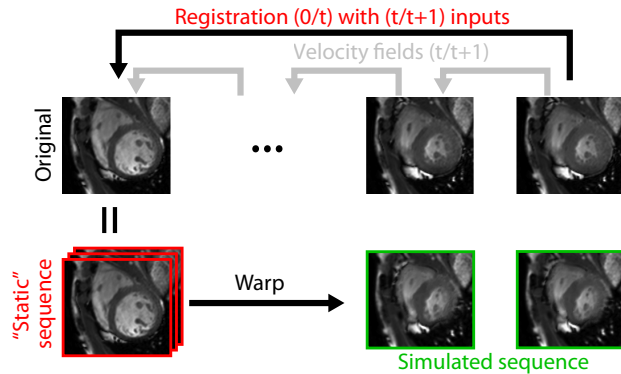 Registration (0/t) with (t/t+1) inputs
Velocity fields (t/t+1)
Original
...
"Static"
sequence
Warp
Simulated sequence